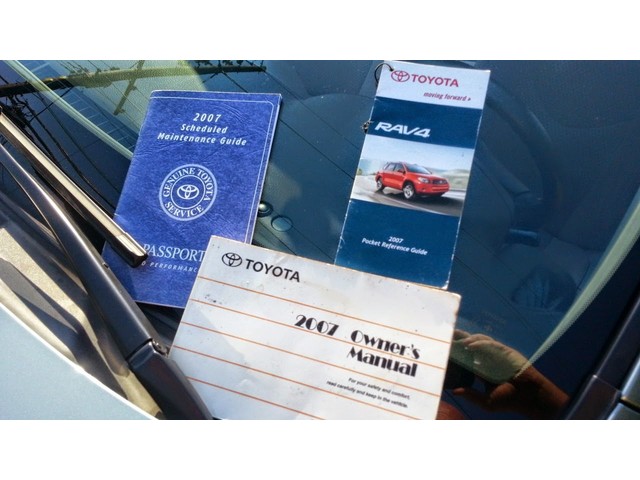 2007
Scheduled
Maintenance Guide
GENUINE TOYOTA
SERVICE
PASSPORT
PERFORMANCE
TOYOTA
moving forward
RAV4
2007
Pocket Reference Guide
TOYOTA
2007 Owner's
Manual
For your safety and comfort,
read carefully and keep in the vehicle.